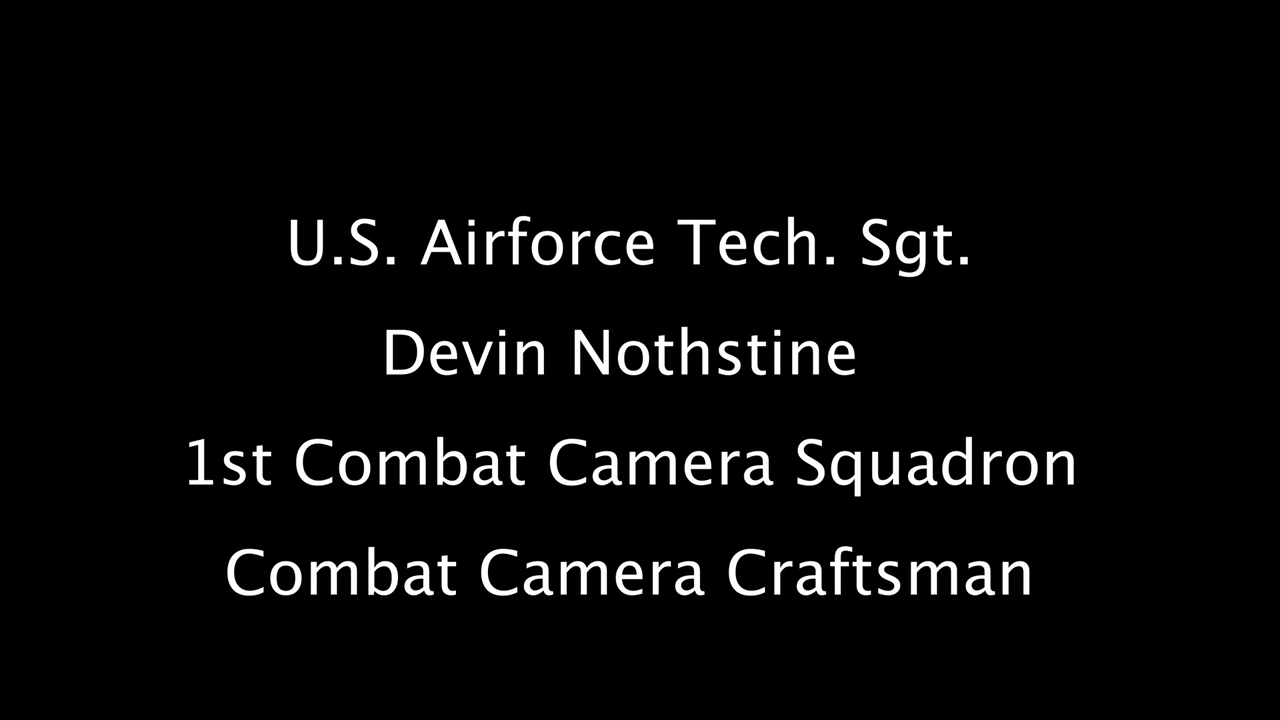 U.S. Airforce Tech. Sgt.
Devin Nothstine
1st Combat Camera Squadron
Combat Camera Craftsman